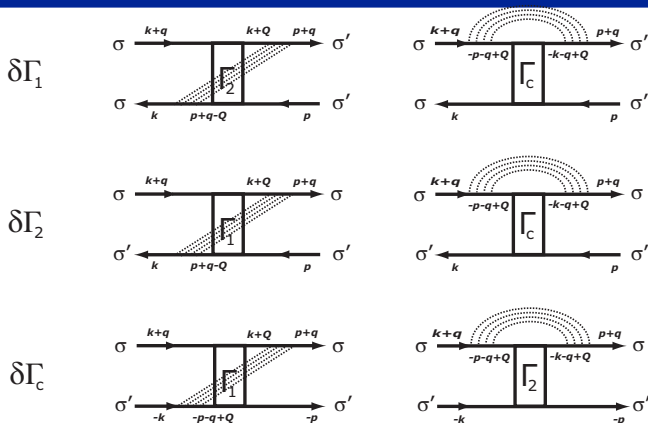 k+q k+Q p+q
σ σ′
δΓ₁ Γ₂
σ σ′
k p+q-Q p
k+q p+q
σ -p-q+Q -k-q+Q σ′
Γc
σ σ′
k p
k+q k+Q p+q
σ σ
δΓ₂ Γ₁
σ′ σ′
k p+q-Q p
k+q p+q
σ -p-q+Q -k-q+Q σ
Γc
σ′ σ′
k p
k+q k+Q p+q
σ σ
δΓc Γ₁
σ′ σ′
-k -p-q+Q -p
k+q p+q
σ -p-q+Q -k-q+Q σ
Γ₂
σ′ σ′
-k -p